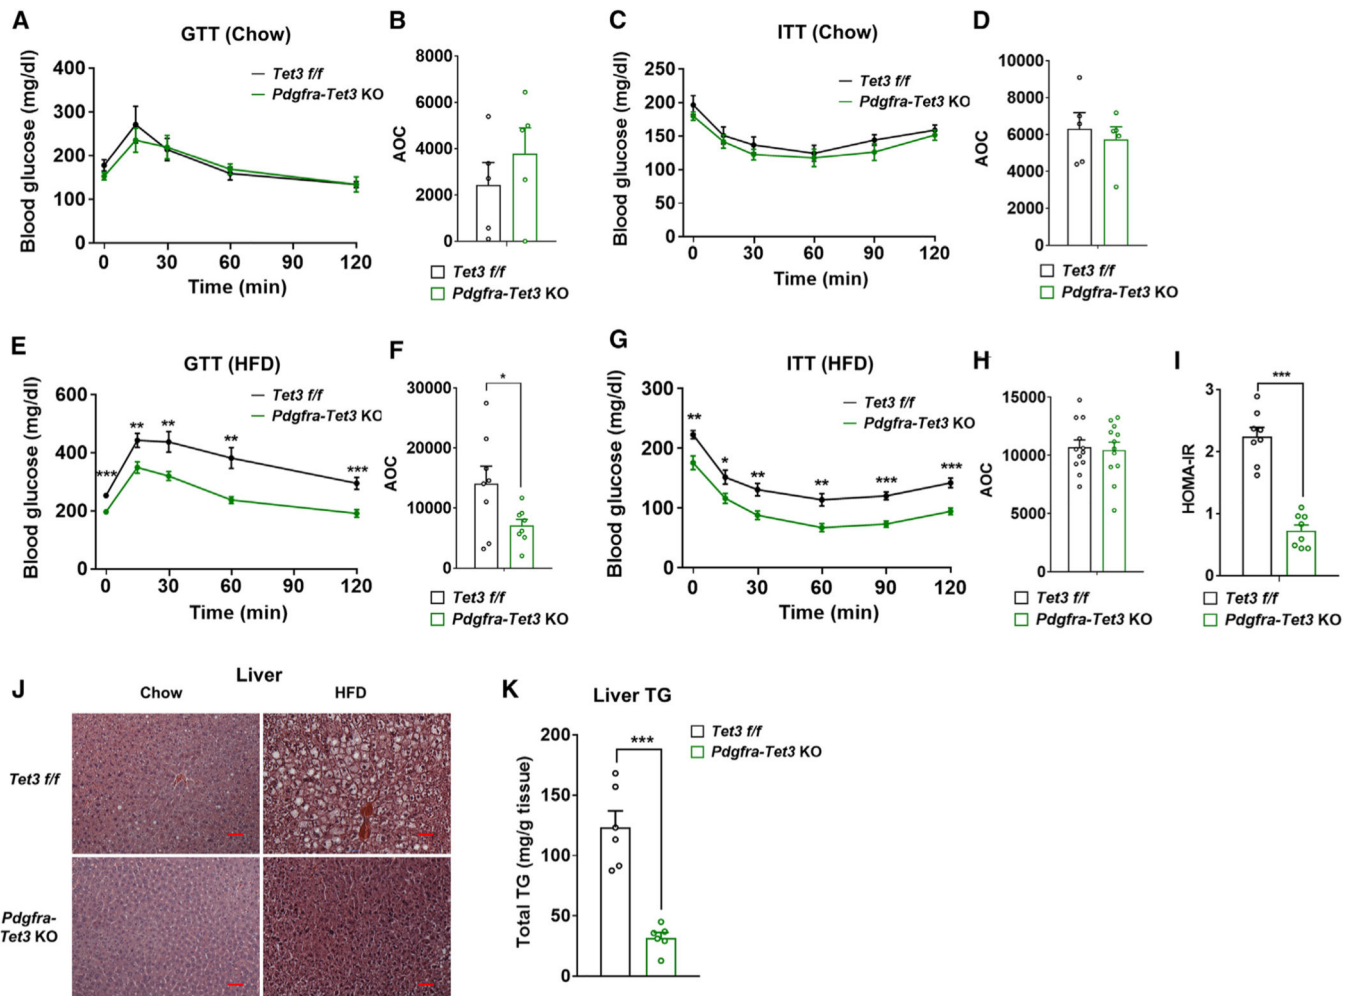 A
GTT (Chow)
Blood glucose (mg/dl)
400
300
200
100
0
Tet3 f/f
Pdgfra-Tet3 KO
0 30 60 90 120
Time (min)
B
AOC
8000
6000
4000
2000
0
Tet3 f/f
Pdgfra-Tet3 KO
C
ITT (Chow)
Blood glucose (mg/dl)
250
200
150
100
50
0
Tet3 f/f
Pdgfra-Tet3 KO
0 30 60 90 120
Time (min)
D
AOC
10000
8000
6000
4000
2000
0
Tet3 f/f
Pdgfra-Tet3 KO
E
GTT (HFD)
Blood glucose (mg/dl)
600
400
200
0
Tet3 f/f
Pdgfra-Tet3 KO
*** ** ** ** ***
0 30 60 90 120
Time (min)
F
AOC
30000
20000
10000
0
*
Tet3 f/f
Pdgfra-Tet3 KO
G
ITT (HFD)
Blood glucose (mg/dl)
300
200
100
0
Tet3 f/f
Pdgfra-Tet3 KO
** * ** ** *** ***
0 30 60 90 120
Time (min)
H
AOC
15000
10000
5000
0
Tet3 f/f
Pdgfra-Tet3 KO
I
HOMA-IR
3
2
1
0
***
Tet3 f/f
Pdgfra-Tet3 KO
J
Liver
Chow HFD
Tet3 f/f
Pdgfra-
Tet3 KO
K
Liver TG
Total TG (mg/g tissue)
200
150
100
50
0
***
Tet3 f/f
Pdgfra-Tet3 KO